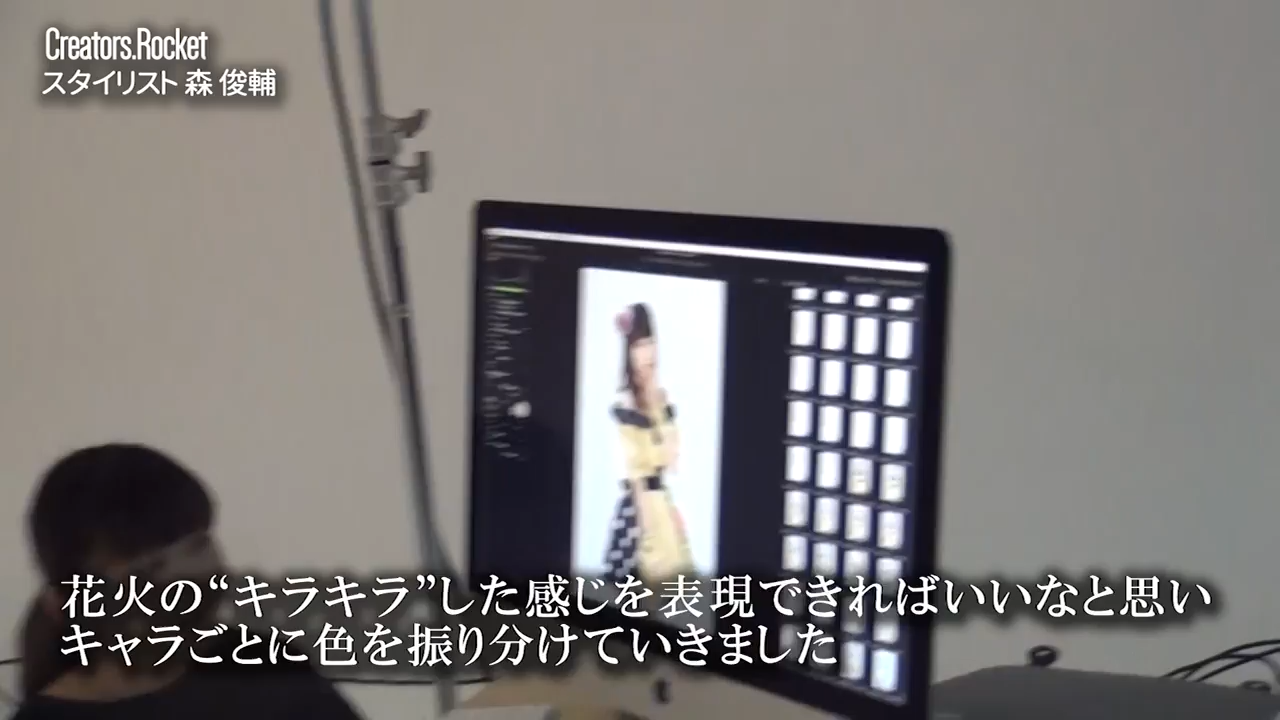 Creators.Rocket
スタイリスト 森 俊輔
花火の“キラキラ”した感じを表現できればいいなと思い
キャラごとに色を振り分けていきました